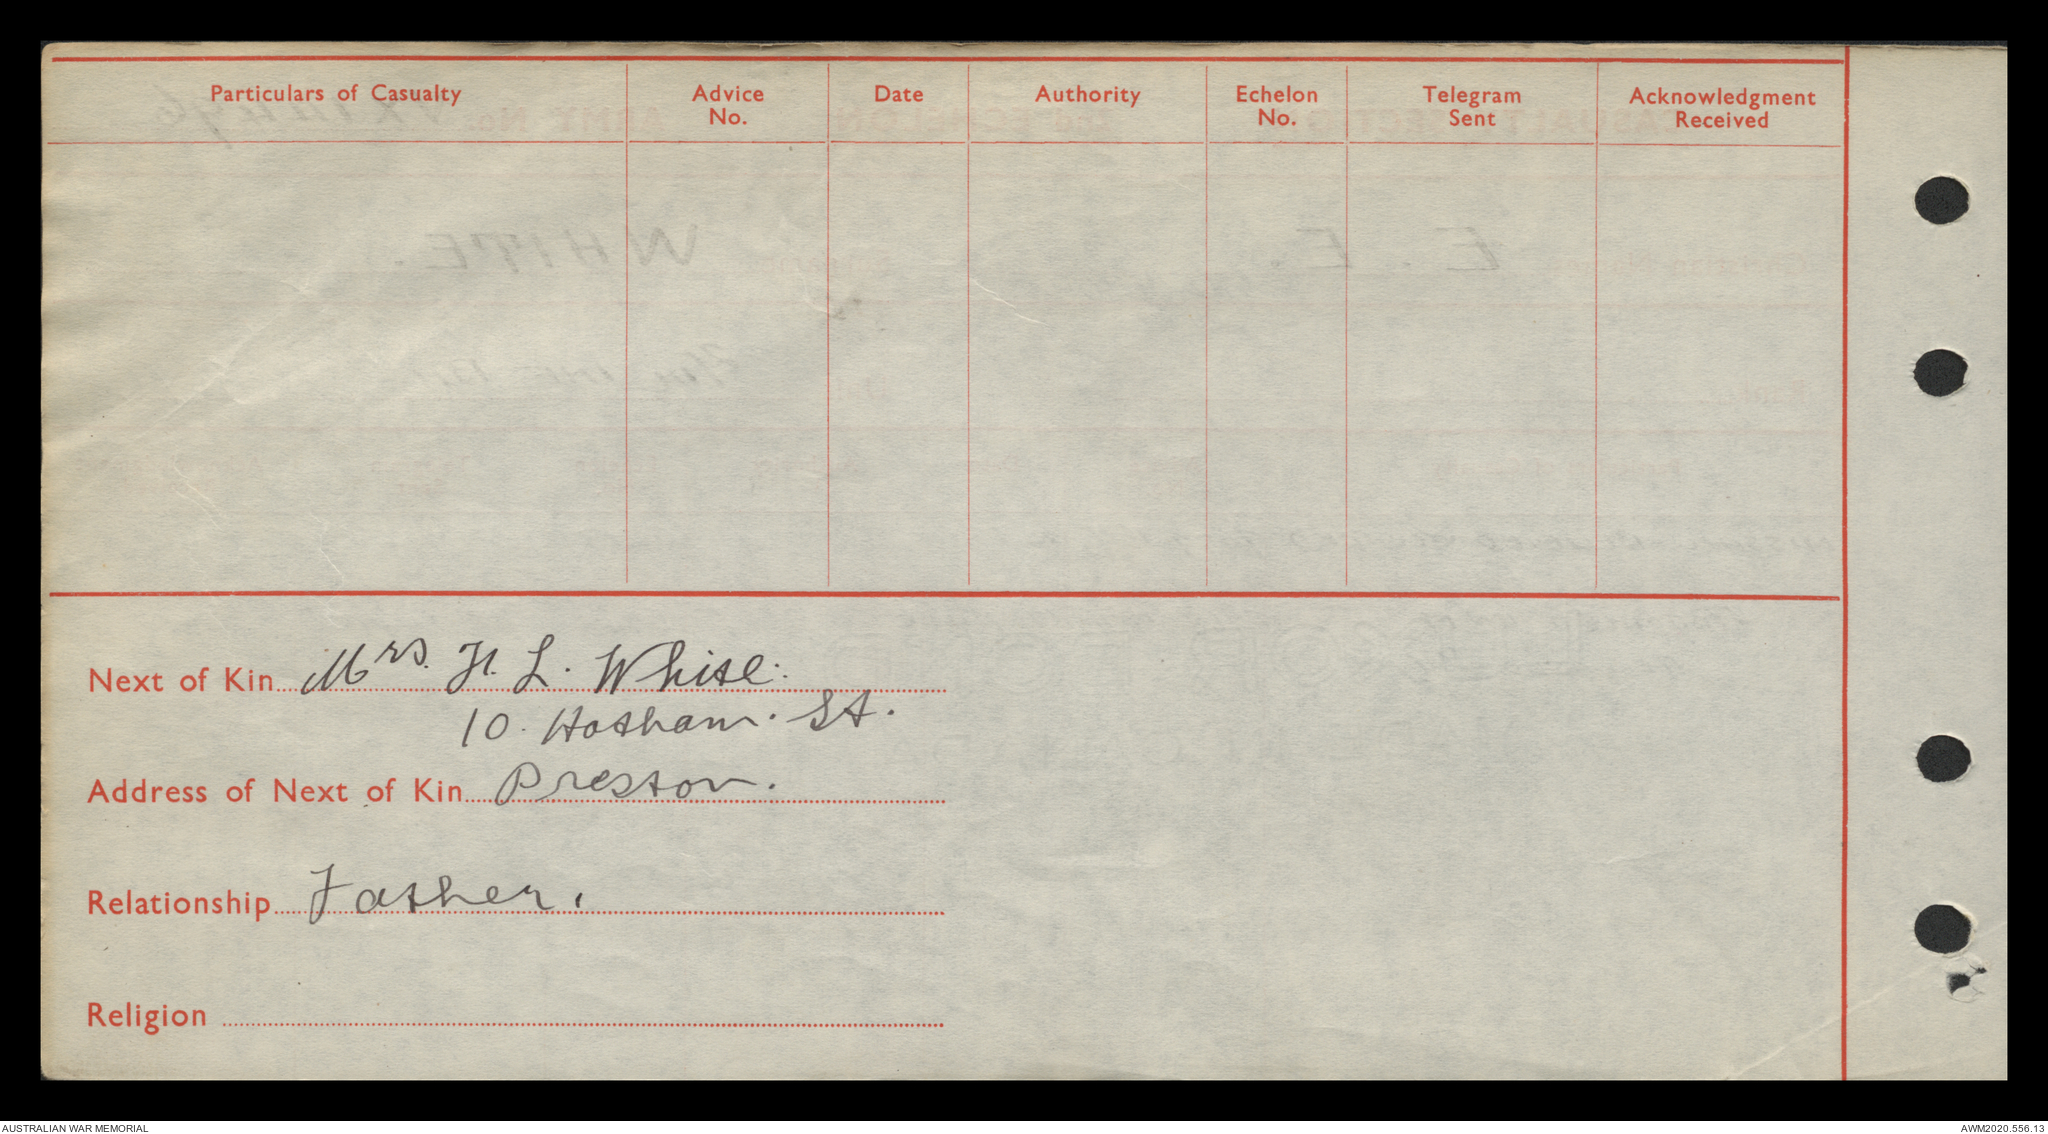 Particulars of Casualty Advice No. Date Authority Echelon No. Telegram Sent Acknowledgment Received
Next of Kin Mrs. H. L. White.
10. Hotham. St.
Address of Next of Kin Preston.
Relationship Father.
Religion
AUSTRALIAN WAR MEMORIAL
AWM2020.556.13